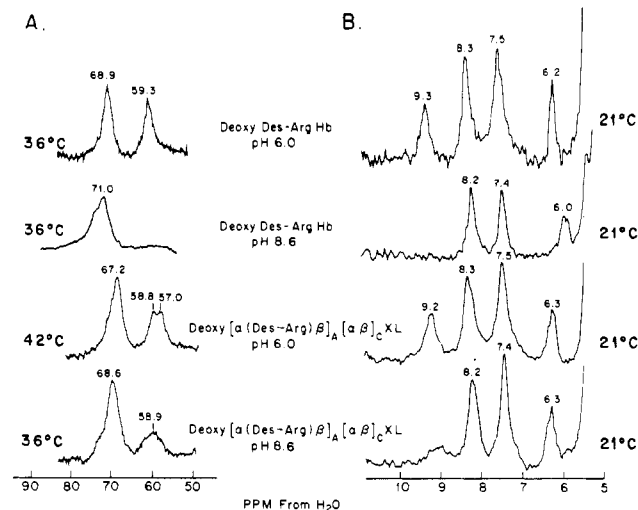 A.
B.
68.9
59.3
36°C
Deoxy Des-Arg Hb
pH 6.0
9.3
8.3
7.5
6.2
21°C
71.0
36°C
Deoxy Des-Arg Hb
pH 8.6
8.2
7.4
6.0
21°C
67.2
58.8
57.0
42°C
Deoxy [α(Des-Arg)β]A[αβ]C XL
pH 6.0
9.2
8.3
7.5
6.3
21°C
68.6
58.9
36°C
Deoxy [α(Des-Arg)β]A[αβ]C XL
pH 8.6
8.2
7.4
6.3
21°C
90 80 70 60 50
10 9 8 7 6 5
PPM From H2O